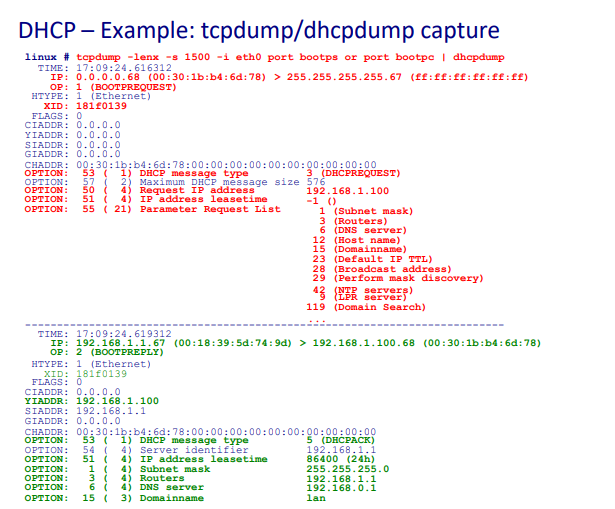 DHCP – Example: tcpdump/dhcpdump capture
linux # tcpdump -lenx -s 1500 -i eth0 port bootps or port bootpc | dhcpdump
TIME: 17:09:24.616312
IP: 0.0.0.0.68 (00:30:1b:b4:6d:78) > 255.255.255.255.67 (ff:ff:ff:ff:ff:ff)
OP: 1 (BOOTPREQUEST)
HTYPE: 1 (Ethernet)
XID: 181f0139
FLAGS: 0
CIADDR: 0.0.0.0
YIADDR: 0.0.0.0
SIADDR: 0.0.0.0
GIADDR: 0.0.0.0
CHADDR: 00:30:1b:b4:6d:78:00:00:00:00:00:00:00:00:00:00
OPTION: 53 ( 1) DHCP message type 3 (DHCPREQUEST)
OPTION: 57 ( 2) Maximum DHCP message size 576
OPTION: 50 ( 4) Request IP address 192.168.1.100
OPTION: 51 ( 4) IP address leasetime -1 ()
OPTION: 55 ( 21) Parameter Request List 1 (Subnet mask)
3 (Routers)
6 (DNS server)
12 (Host name)
15 (Domainname)
23 (Default IP TTL)
28 (Broadcast address)
29 (Perform mask discovery)
42 (NTP servers)
9 (LPR server)
119 (Domain Search)
...
---------------------------------------------------------------------------
TIME: 17:09:24.619312
IP: 192.168.1.1.67 (00:18:39:5d:74:9d) > 192.168.1.100.68 (00:30:1b:b4:6d:78)
OP: 2 (BOOTPREPLY)
HTYPE: 1 (Ethernet)
XID: 181f0139
FLAGS: 0
CIADDR: 0.0.0.0
YIADDR: 192.168.1.100
SIADDR: 192.168.1.1
GIADDR: 0.0.0.0
CHADDR: 00:30:1b:b4:6d:78:00:00:00:00:00:00:00:00:00:00
OPTION: 53 ( 1) DHCP message type 5 (DHCPACK)
OPTION: 54 ( 4) Server identifier 192.168.1.1
OPTION: 51 ( 4) IP address leasetime 86400 (24h)
OPTION: 1 ( 4) Subnet mask 255.255.255.0
OPTION: 3 ( 4) Routers 192.168.1.1
OPTION: 6 ( 4) DNS server 192.168.0.1
OPTION: 15 ( 3) Domainname lan